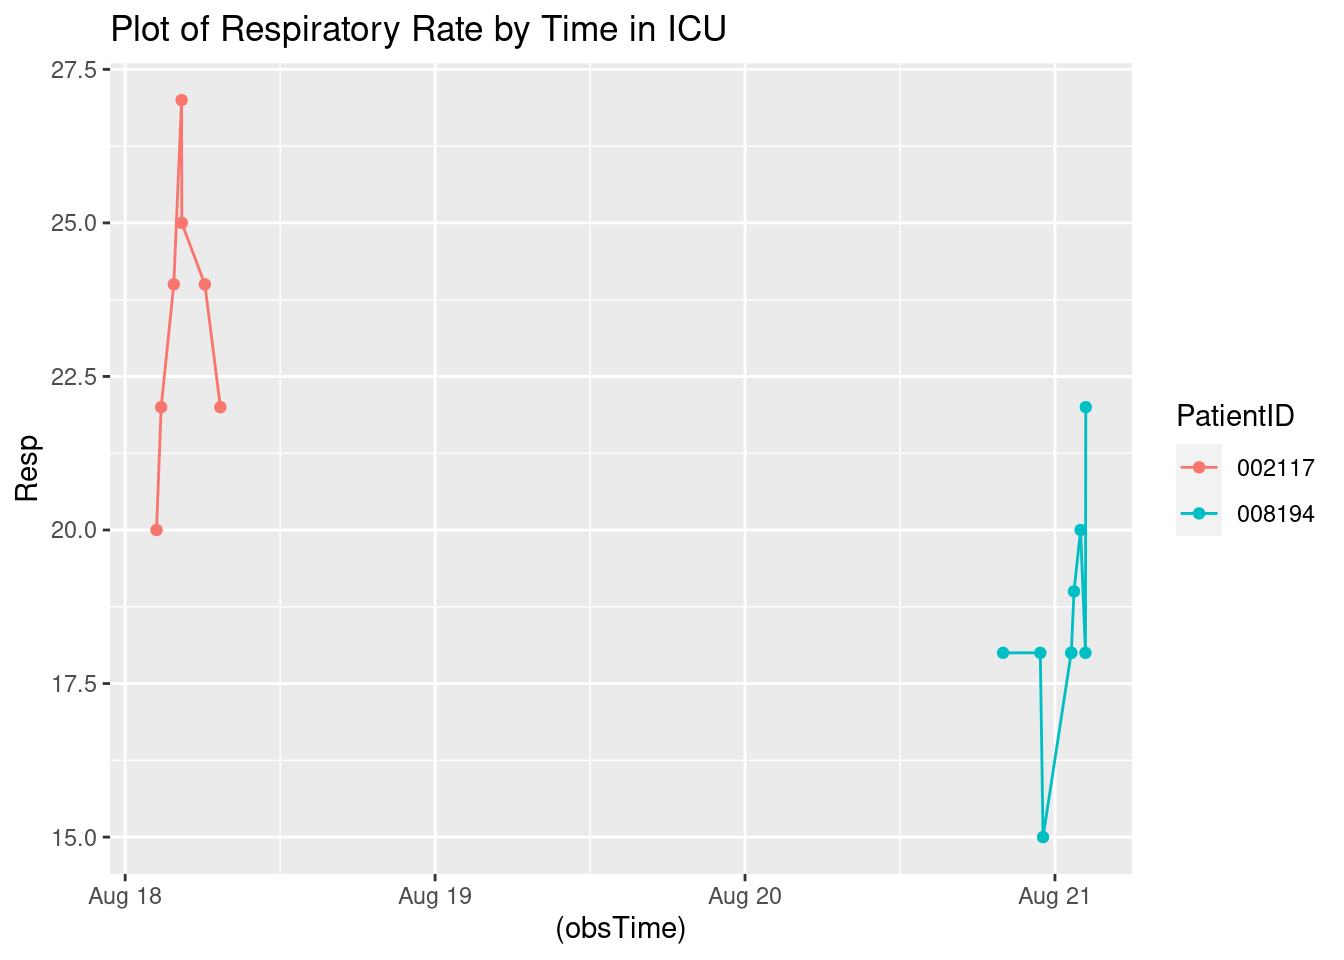 Plot of Respiratory Rate by Time in ICU
27.5
25.0
22.5
20.0
17.5
15.0
Resp
Aug 18 Aug 19 Aug 20 Aug 21
(obsTime)
PatientID
002117
008194